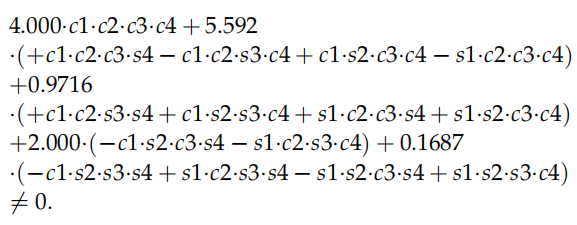 4.000·c1·c2·c3·c4 + 5.592
·(+c1·c2·c3·s4 − c1·c2·s3·c4 + c1·s2·c3·c4 − s1·c2·c3·c4)
+0.9716
·(+c1·c2·s3·s4 + c1·s2·s3·c4 + s1·c2·c3·s4 + s1·s2·c3·c4)
+2.000·(−c1·s2·c3·s4 − s1·c2·s3·c4) + 0.1687
·(−c1·s2·s3·s4 + s1·c2·s3·s4 − s1·s2·c3·s4 + s1·s2·s3·c4)
≠ 0.